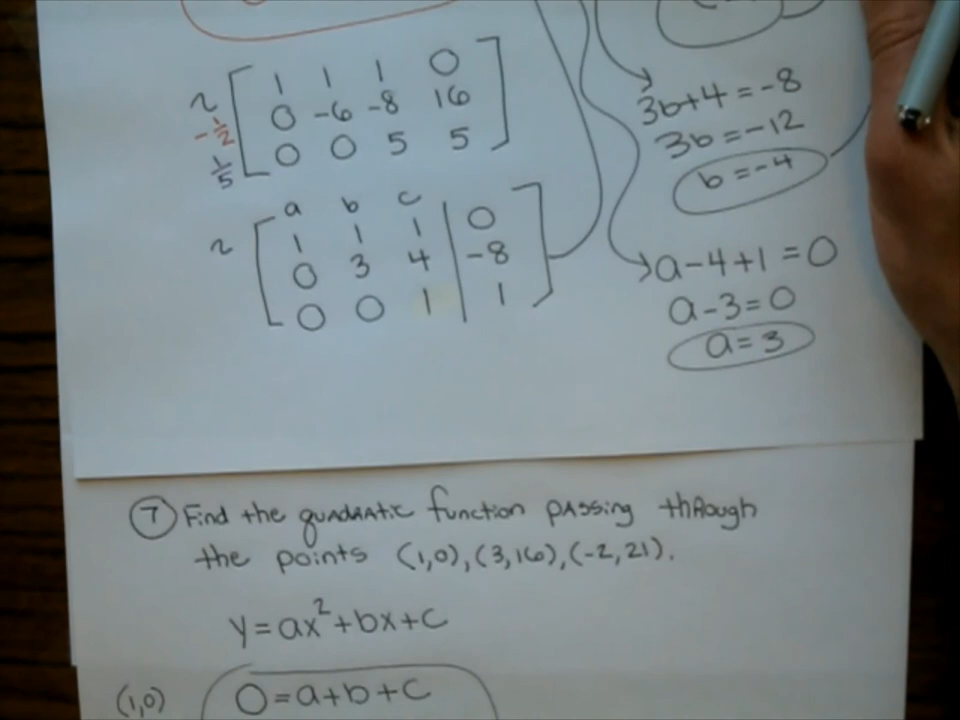 ~ [ 1 1 1 0
-1/2 0 -6 -8 16
1/5 0 0 5 5 ]
a b c
~ [ 1 1 1 | 0
0 3 4 | -8
0 0 1 | 1 ]
3b+4=-8
3b=-12
b=-4
a-4+1=0
a-3=0
a=3
7 Find the quadratic function passing through
the points (1,0),(3,16),(-2,21).
y=ax²+bx+c
(1,0) 0=a+b+c